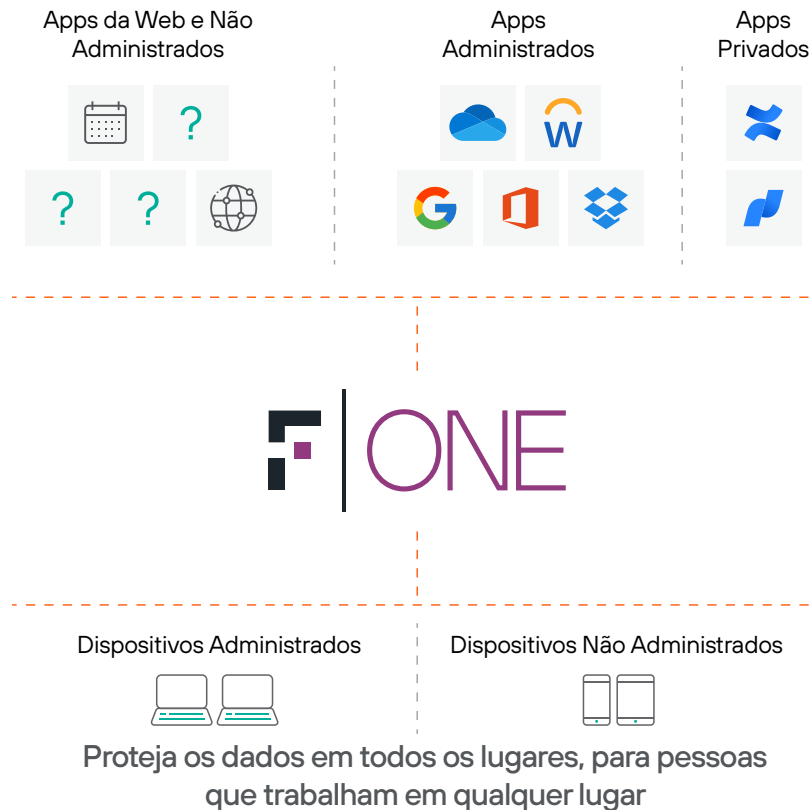 Apps da Web e Não
Administrados
Apps
Administrados
Apps
Privados
?
W
?
?
G
F ONE
Dispositivos Administrados
Dispositivos Não Administrados
Proteja os dados em todos os lugares, para pessoas
que trabalham em qualquer lugar